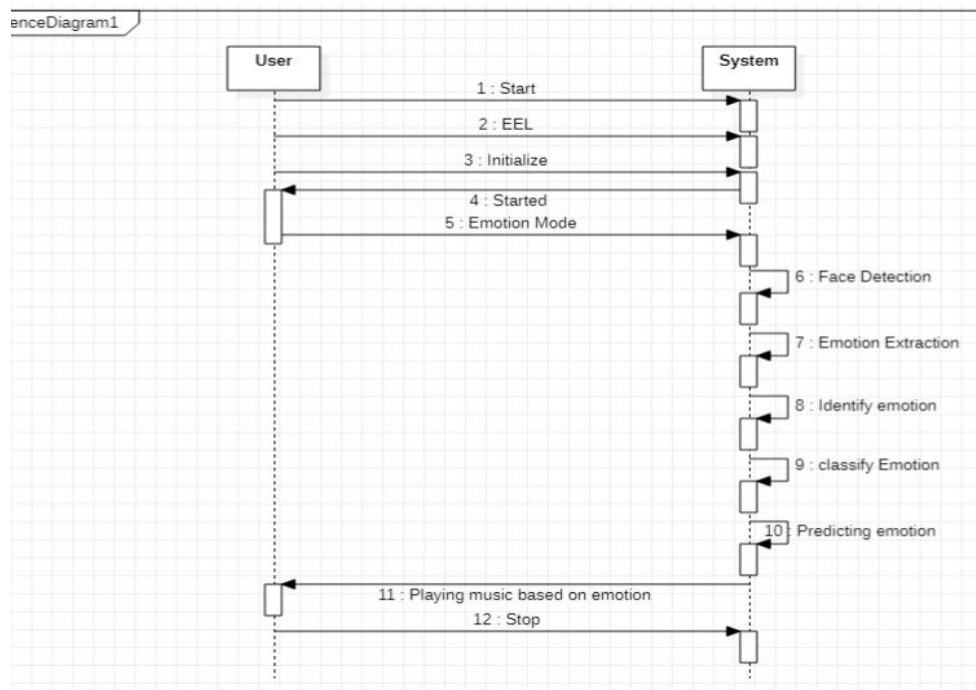 enceDiagram1
User
System
1 : Start
2 : EEL
3 : Initialize
4 : Started
5 : Emotion Mode
6 : Face Detection
7 : Emotion Extraction
8 : Identify emotion
9 : classify Emotion
10 : Predicting emotion
11 : Playing music based on emotion
12 : Stop